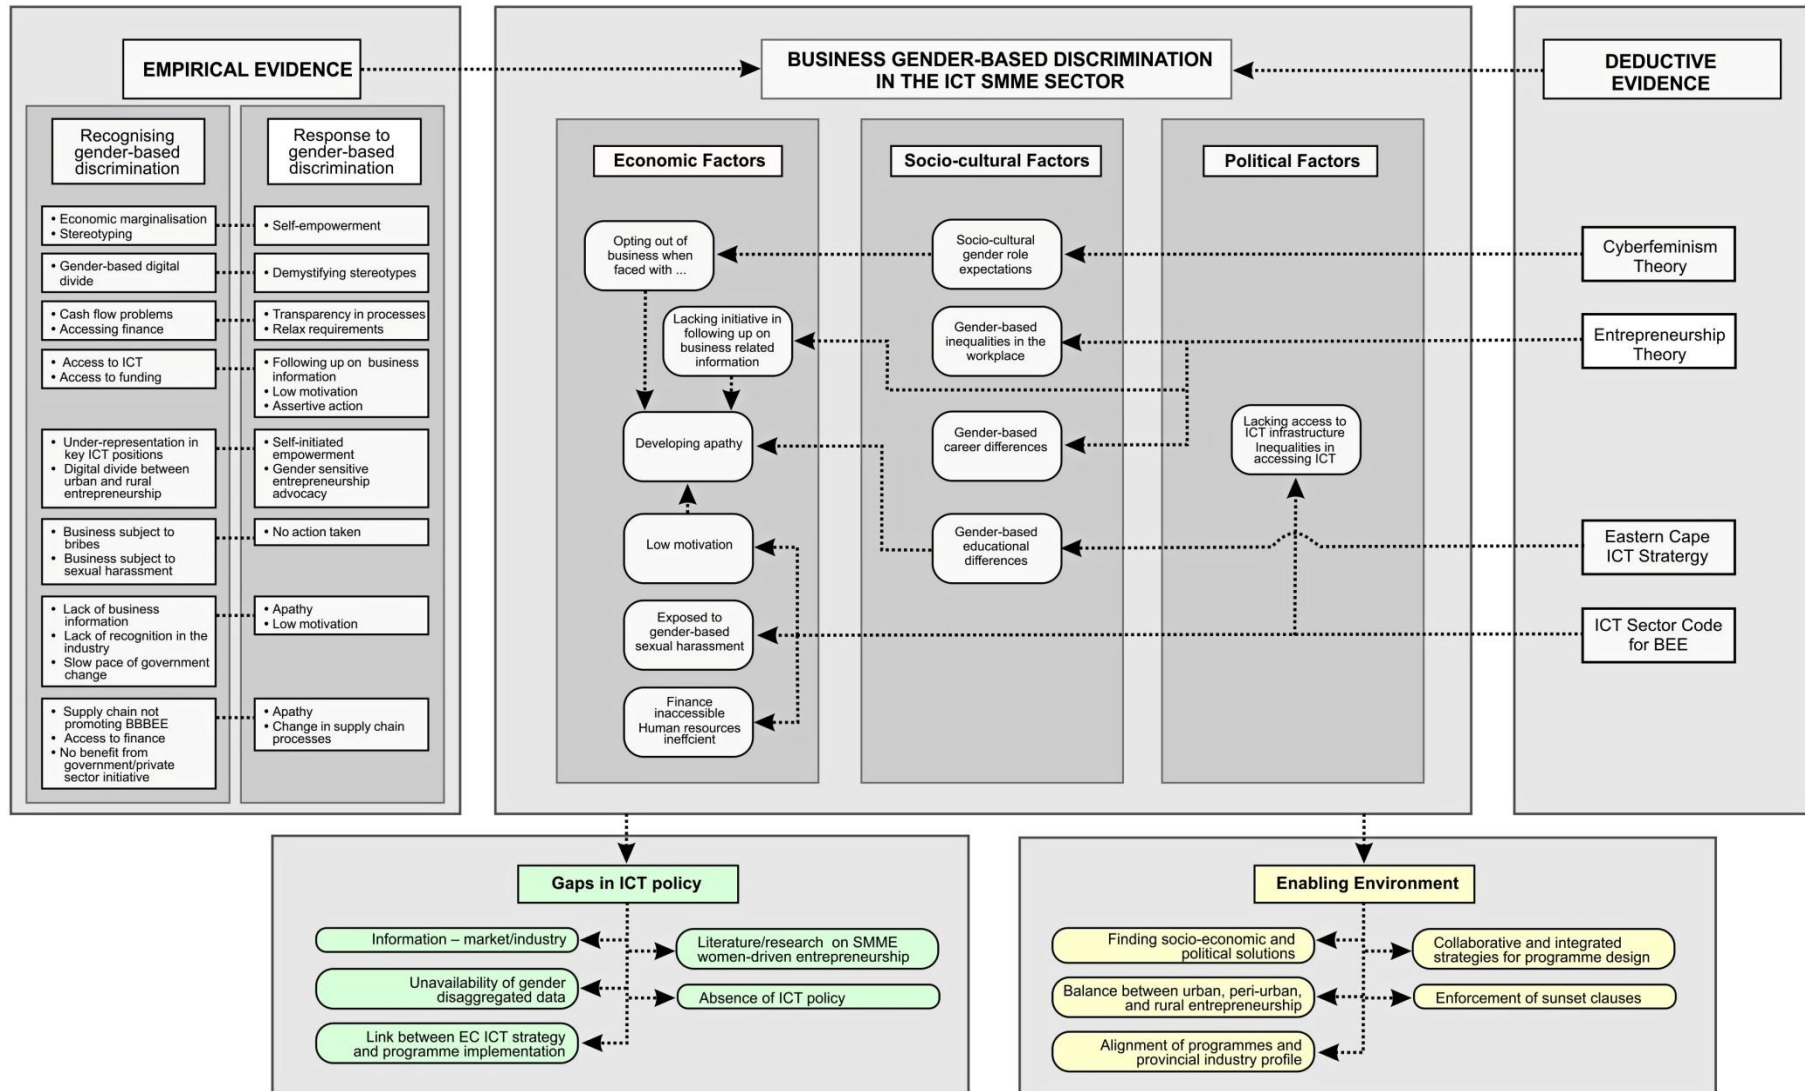 EMPIRICAL EVIDENCE
Recognising
gender-based
discrimination
Response to
gender-based
discrimination
• Economic marginalisation
• Stereotyping
• Self-empowerment
• Gender-based digital
divide
• Demystifying stereotypes
• Cash flow problems
• Accessing finance
• Transparency in processes
• Relax requirements
• Access to ICT
• Access to funding
• Following up on business
information
• Low motivation
• Assertive action
• Under-representation in
key ICT positions
• Digital divide between
urban and rural
entrepreneurship
• Self-initiated
empowerment
• Gender sensitive
entrepreneurship
advocacy
• Business subject to
bribes
• Business subject to
sexual harassment
• No action taken
• Lack of business
information
• Lack of recognition in the
industry
• Slow pace of government
change
• Apathy
• Low motivation
• Supply chain not
promoting BBBEE
• Access to finance
• No benefit from
government/private
sector initiative
• Apathy
• Change in supply chain
processes
BUSINESS GENDER-BASED DISCRIMINATION
IN THE ICT SMME SECTOR
Economic Factors
Opting out of
business when
faced with ...
Lacking initiative in
following up on
business related
information
Developing apathy
Low motivation
Exposed to
gender-based
sexual harassment
Finance
inaccessible
Human resources
ineffcient
Socio-cultural Factors
Socio-cultural
gender role
expectations
Gender-based
inequalities in the
workplace
Gender-based
career differences
Gender-based
educational
differences
Political Factors
Lacking access to
ICT infrastructure
Inequalities in
accessing ICT
DEDUCTIVE
EVIDENCE
Cyberfeminism
Theory
Entrepreneurship
Theory
Eastern Cape
ICT Stratergy
ICT Sector Code
for BEE
Gaps in ICT policy
Information – market/industry
Literature/research on SMME
women-driven entrepreneurship
Unavailability of gender
disaggregated data
Absence of ICT policy
Link between EC ICT strategy
and programme implementation
Enabling Environment
Finding socio-economic and
political solutions
Collaborative and integrated
strategies for programme design
Balance between urban, peri-urban,
and rural entrepreneurship
Enforcement of sunset clauses
Alignment of programmes and
provincial industry profile